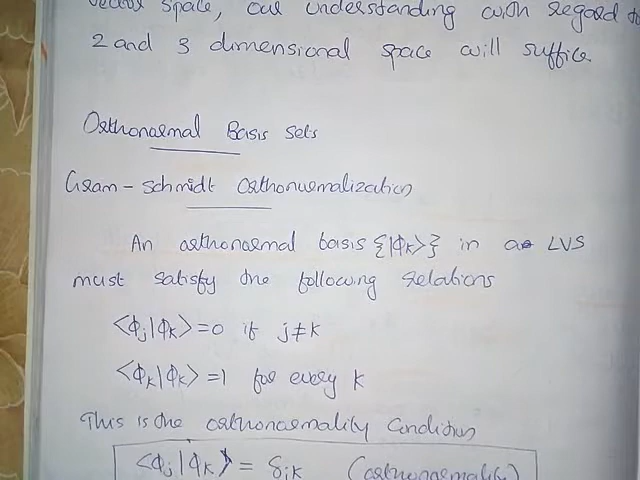 vector space, our understanding with regard to
2 and 3 dimensional space will suffice.
Orthonormal Basis Sets
Gram-Schmidt Orthonormalization
An orthonormal basis {|Φk>} in a LVS
must satisfy the following relations
<Φj|Φk>=0 if j≠k
<Φk|Φk>=1 for every k
This is the orthonormality Condition
<Φj|Φk> = δjk (orthonormality)